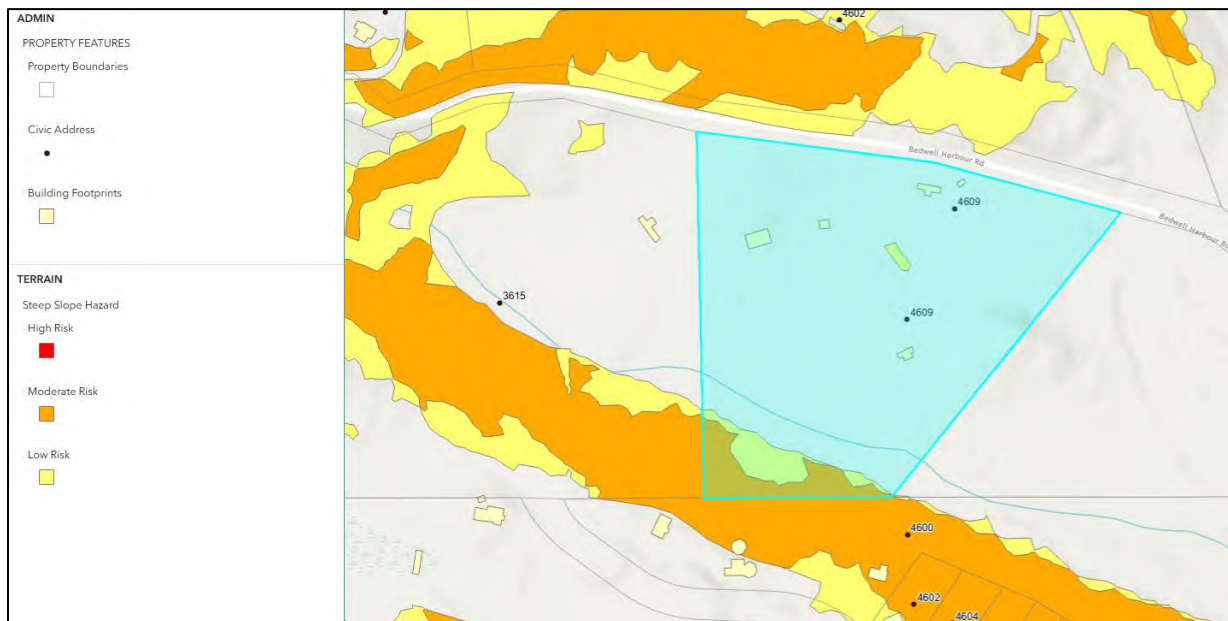 ADMIN
PROPERTY FEATURES
Property Boundaries
Civic Address
Building Footprints
TERRAIN
Steep Slope Hazard
High Risk
Moderate Risk
Low Risk
4602
Bedwell Harbour Rd
4609
Bedwell Harbour Rd
3615
4609
4600
4602
4604